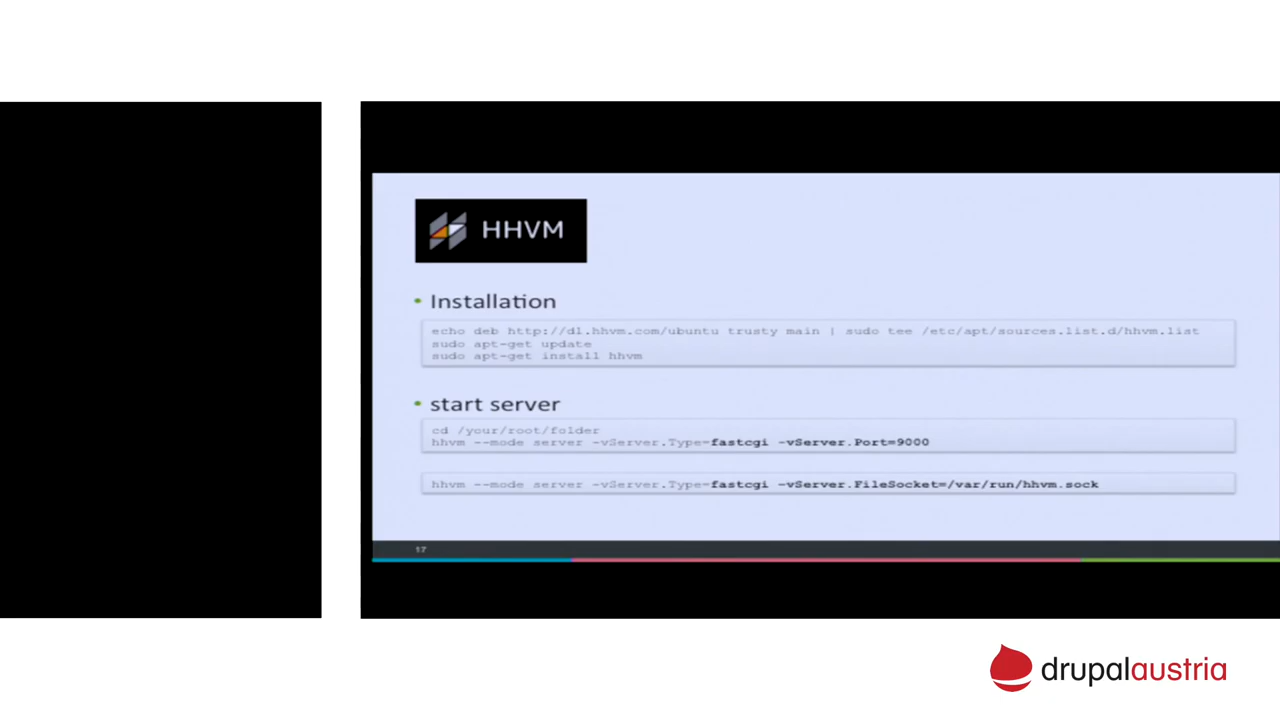 HHVM
• Installation
echo deb http://dl.hhvm.com/ubuntu trusty main | sudo tee /etc/apt/sources.list.d/hhvm.list
sudo apt-get update
sudo apt-get install hhvm
• start server
cd /your/root/folder
hhvm --mode server -vServer.Type=fastcgi -vServer.Port=9000
hhvm --mode server -vServer.Type=fastcgi -vServer.FileSocket=/var/run/hhvm.sock
17
drupalaustria